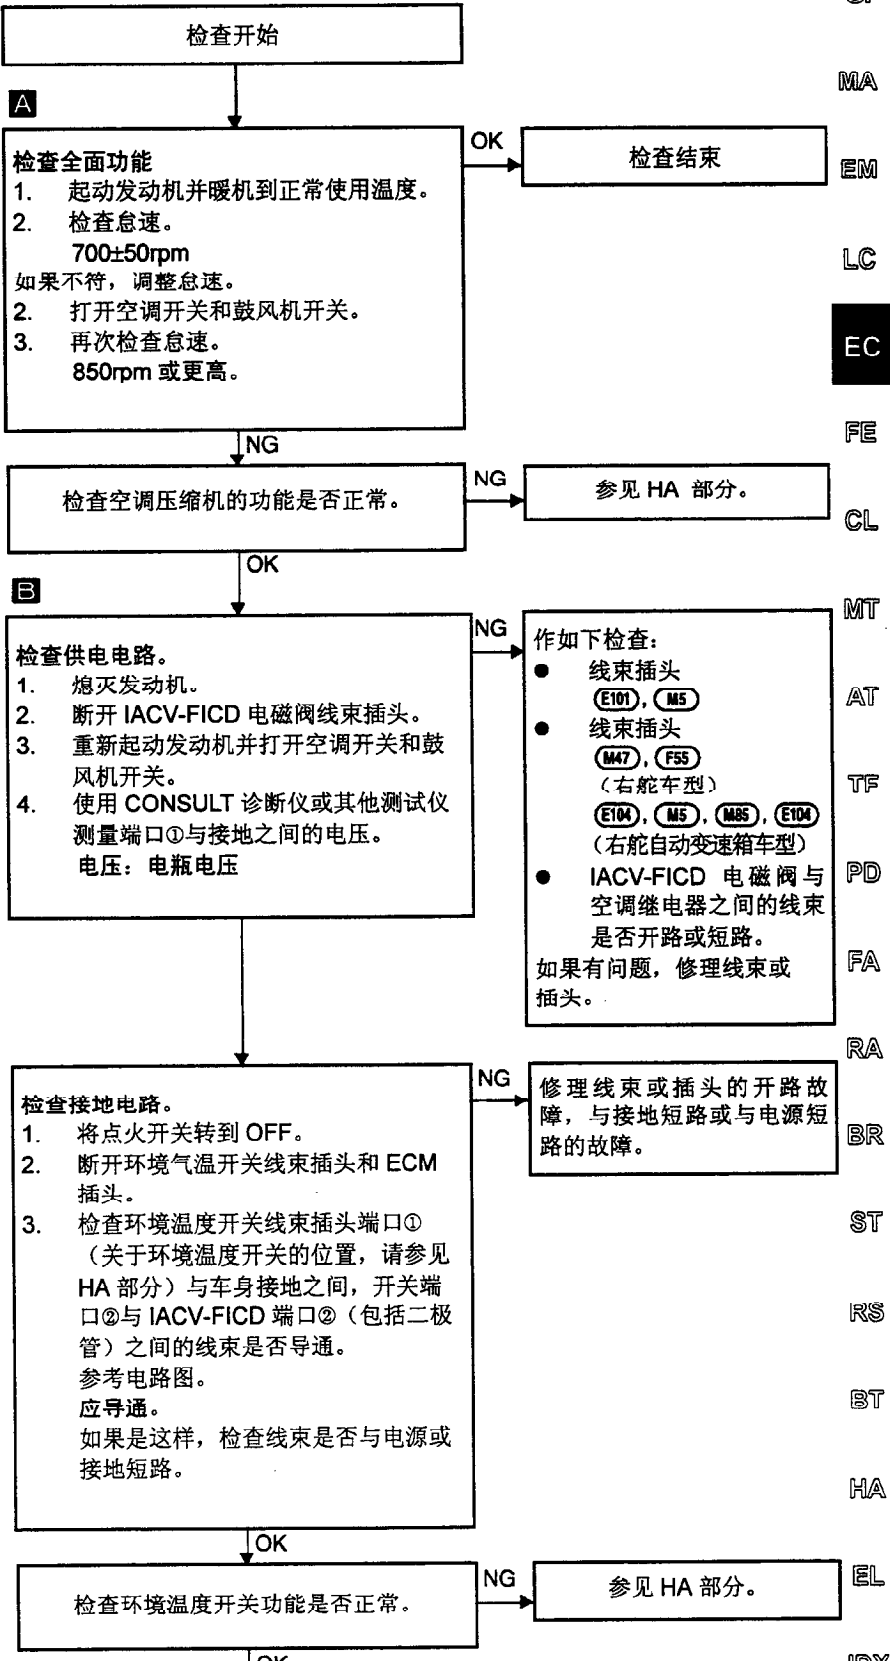 检查开始
MA
A
OK
检查全面功能
1. 起动发动机并暖机到正常使用温度。
2. 检查怠速。
700±50rpm
如果不符，调整怠速。
2. 打开空调开关和鼓风机开关。
3. 再次检查怠速。
850rpm 或更高。
检查结束
EM
LC
EC
NG
FE
检查空调压缩机的功能是否正常。
NG
参见 HA 部分。
CL
OK
B
MT
检查供电电路。
1. 熄灭发动机。
2. 断开 IACV-FICD 电磁阀线束插头。
3. 重新起动发动机并打开空调开关和鼓
风机开关。
4. 使用 CONSULT 诊断仪或其他测试仪
测量端口①与接地之间的电压。
电压：电瓶电压
NG
作如下检查：
● 线束插头
E101, M5
● 线束插头
M47, F55
（右舵车型）
E104, M5, M85, E104
（右舵自动变速箱车型）
● IACV-FICD 电磁阀与
空调继电器之间的线束
是否开路或短路。
如果有问题，修理线束或
插头。
AT
TF
PD
FA
RA
检查接地电路。
1. 将点火开关转到 OFF。
2. 断开环境气温开关线束插头和 ECM
插头。
3. 检查环境温度开关线束插头端口①
（关于环境温度开关的位置，请参见
HA 部分）与车身接地之间，开关端
口②与 IACV-FICD 端口②（包括二极
管）之间的线束是否导通。
参考电路图。
应导通。
如果是这样，检查线束是否与电源或
接地短路。
NG
修理线束或插头的开路故
障，与接地短路或与电源短
路的故障。
BR
ST
RS
BT
HA
OK
检查环境温度开关功能是否正常。
NG
参见 HA 部分。
EL
OK
IDX